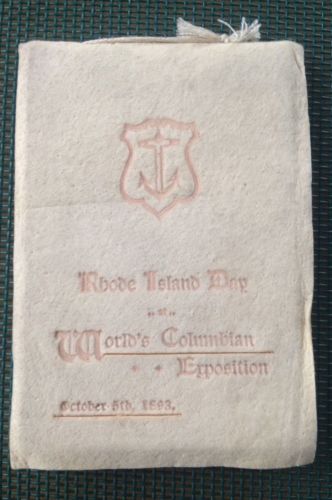 Rhode Island Day
.. at ..
World's Columbian
Exposition
October 5th, 1893.